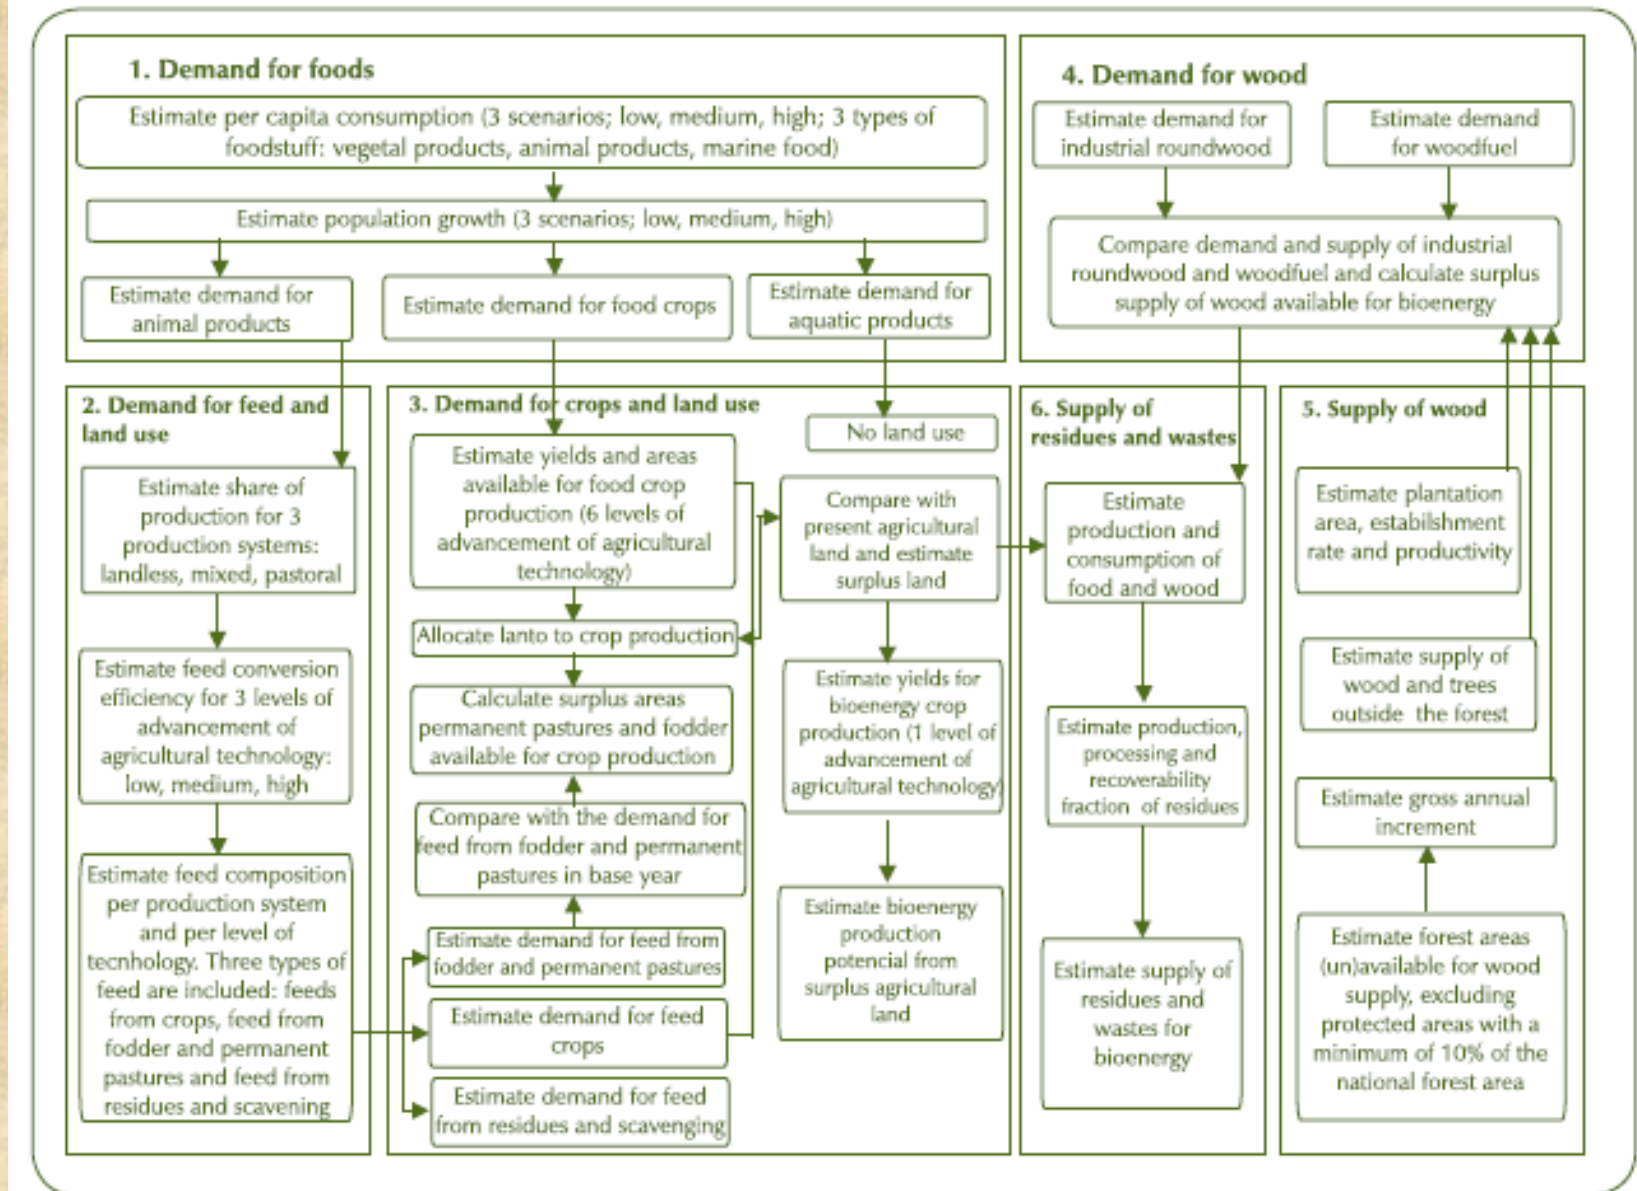 1. Demand for foods
Estimate per capita consumption (3 scenarios; low, medium, high; 3 types of
foodstuff: vegetal products, animal products, marine food)
Estimate population growth (3 scenarios; low, medium, high)
Estimate demand for
animal products
Estimate demand for food crops
Estimate demand for
aquatic products
4. Demand for wood
Estimate demand for
industrial roundwood
Estimate demand
for woodfuel
Compare demand and supply of industrial
roundwood and woodfuel and calculate surplus
supply of wood available for bioenergy
2. Demand for feed and
land use
Estimate share of
production for 3
production systems:
landless, mixed, pastoral
Estimate feed conversion
efficiency for 3 levels of
advancement of
agricultural technology:
low, medium, high
Estimate feed composition
per production system
and per level of
tecnhology. Three types of
feed are included: feeds
from crops, feed from
fodder and permanent
pastures and feed from
residues and scavening
3. Demand for crops and land use
Estimate yields and areas
available for food crop
production (6 levels of
advancement of agricultural
technology)
Allocate lanto to crop production
Calculate surplus areas
permanent pastures and fodder
available for crop production
Compare with the demand for
feed from fodder and permanent
pastures in base year
Estimate demand for feed from
fodder and permanent pastures
Estimate demand for feed
crops
Estimate demand for feed
from residues and scavenging
No land use
Compare with
present agricultural
land and estimate
surplus land
Estimate yields for
bioenergy crop
production (1 level of
advancement of
agricultural technology)
Estimate bioenergy
production
potencial from
surplus agricultural
land
6. Supply of
residues and wastes
Estimate
production and
consumption of
food and wood
Estimate production,
processing and
recoverability
fraction of residues
Estimate supply of
residues and
wastes for
bioenergy
5. Supply of wood
Estimate plantation
area, estabilshment
rate and productivity
Estimate supply of
wood and trees
outside the forest
Estimate gross annual
increment
Estimate forest areas
(un)available for wood
supply, excluding
protected areas with a
minimum of 10% of the
national forest area